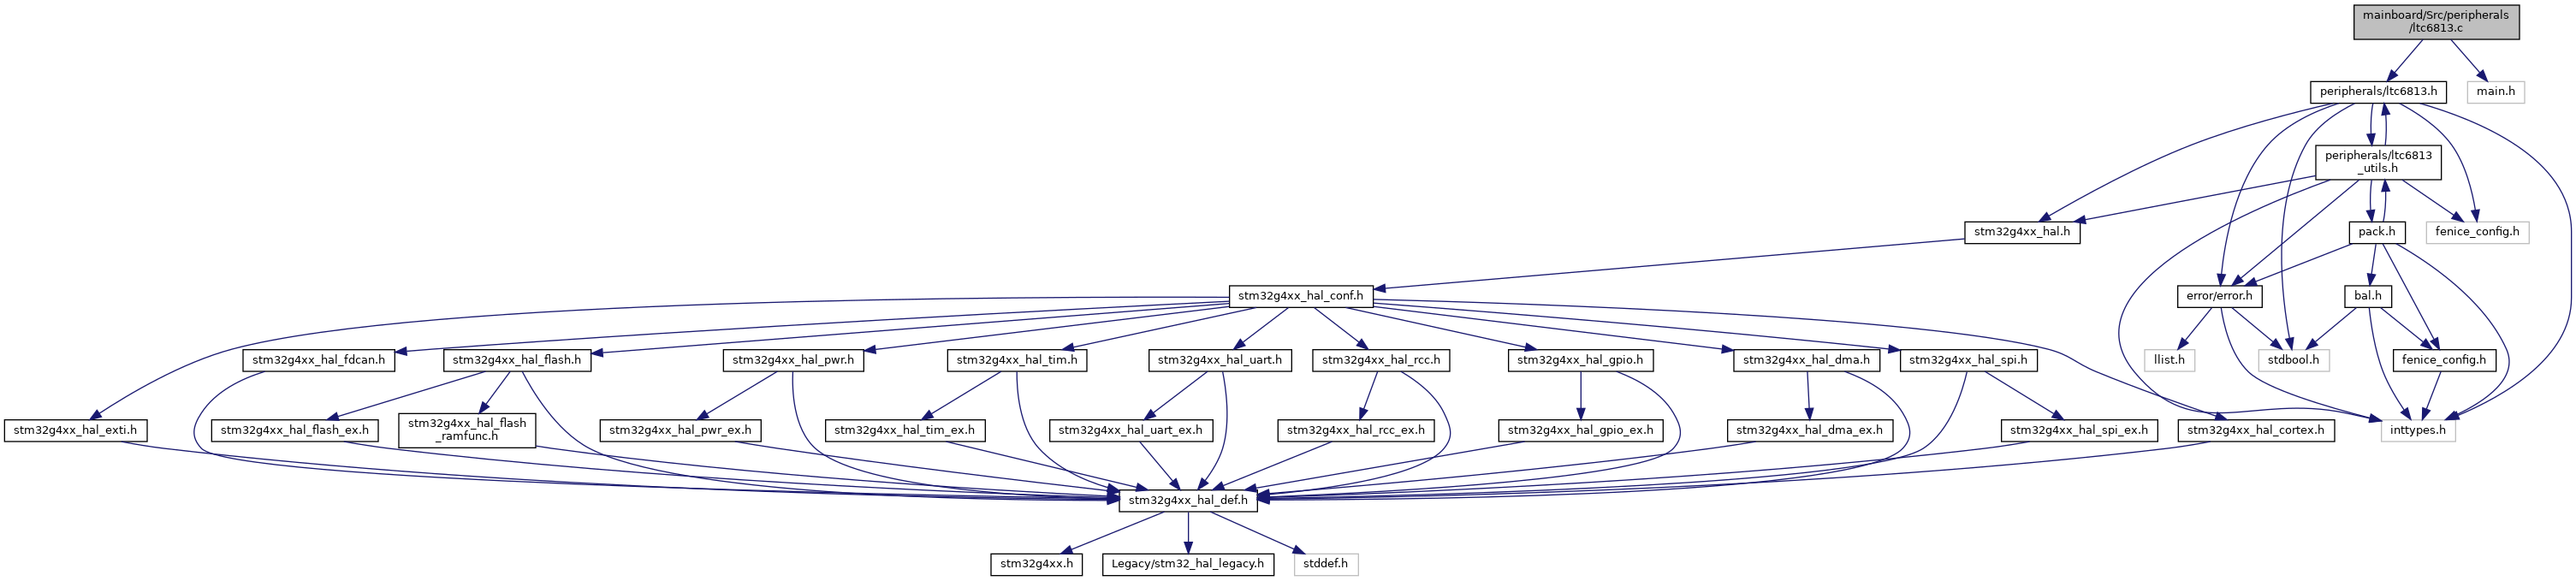 mainboard/Src/peripherals
/ltc6813.c
peripherals/ltc6813.h
main.h
peripherals/ltc6813
_utils.h
stm32g4xx_hal.h
pack.h
fenice_config.h
stm32g4xx_hal_conf.h
error/error.h
bal.h
stm32g4xx_hal_fdcan.h
stm32g4xx_hal_flash.h
stm32g4xx_hal_pwr.h
stm32g4xx_hal_tim.h
stm32g4xx_hal_uart.h
stm32g4xx_hal_rcc.h
stm32g4xx_hal_gpio.h
stm32g4xx_hal_dma.h
stm32g4xx_hal_spi.h
llist.h
stdbool.h
fenice_config.h
stm32g4xx_hal_exti.h
stm32g4xx_hal_flash_ex.h
stm32g4xx_hal_flash
_ramfunc.h
stm32g4xx_hal_pwr_ex.h
stm32g4xx_hal_tim_ex.h
stm32g4xx_hal_uart_ex.h
stm32g4xx_hal_rcc_ex.h
stm32g4xx_hal_gpio_ex.h
stm32g4xx_hal_dma_ex.h
stm32g4xx_hal_spi_ex.h
stm32g4xx_hal_cortex.h
inttypes.h
stm32g4xx_hal_def.h
stm32g4xx.h
Legacy/stm32_hal_legacy.h
stddef.h